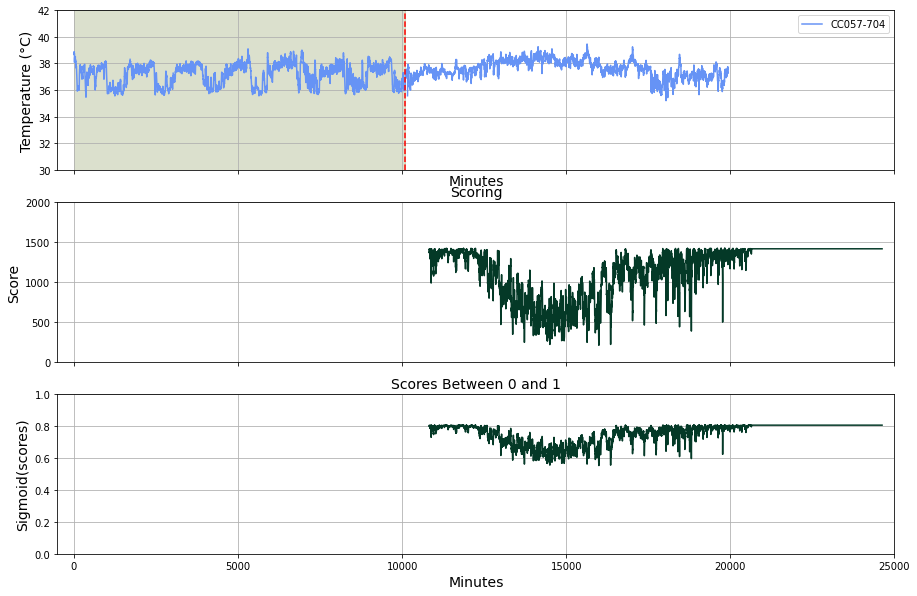 42
40
38
36
34
32
30
Temperature (°C)
CC057-704
Minutes
Scoring
2000
1500
1000
500
0
Score
Scores Between 0 and 1
1.0
0.8
0.6
0.4
0.2
0.0
Sigmoid(scores)
0 5000 10000 15000 20000 25000
Minutes